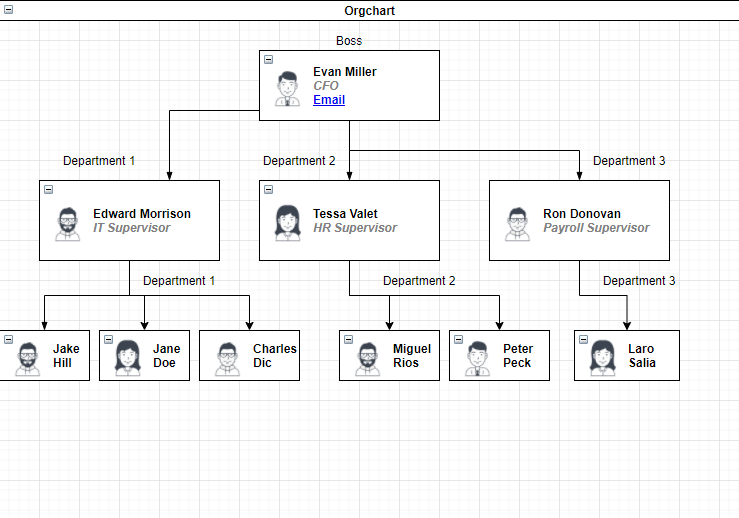 Orgchart
Boss
Evan Miller
CFO
Email
Department 1
Department 2
Department 3
Edward Morrison
IT Supervisor
Tessa Valet
HR Supervisor
Ron Donovan
Payroll Supervisor
Department 1
Department 2
Department 3
Jake
Hill
Jane
Doe
Charles
Dic
Miguel
Rios
Peter
Peck
Laro
Salia